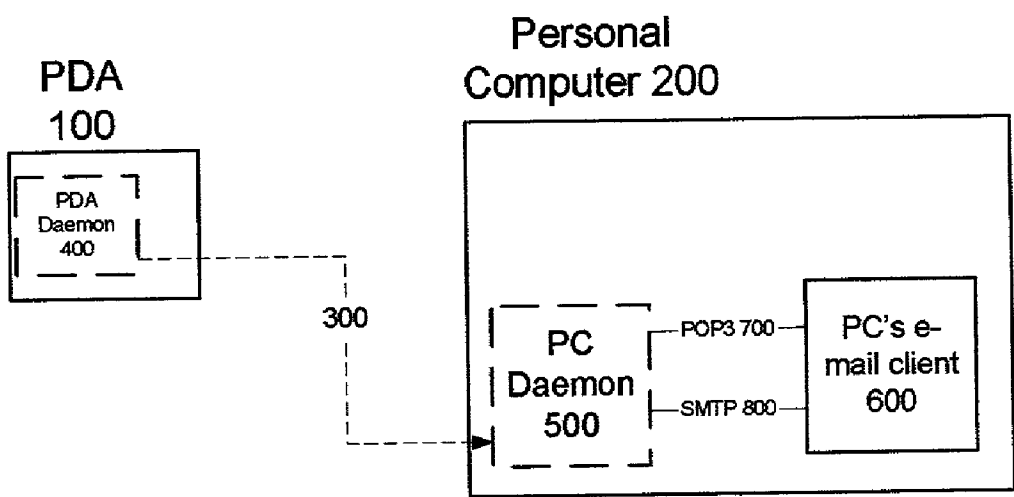 Personal
Computer 200
PDA
100
PDA
Daemon
400
300
PC
Daemon
500
POP3 700
SMTP 800
PC's e-
mail client
600